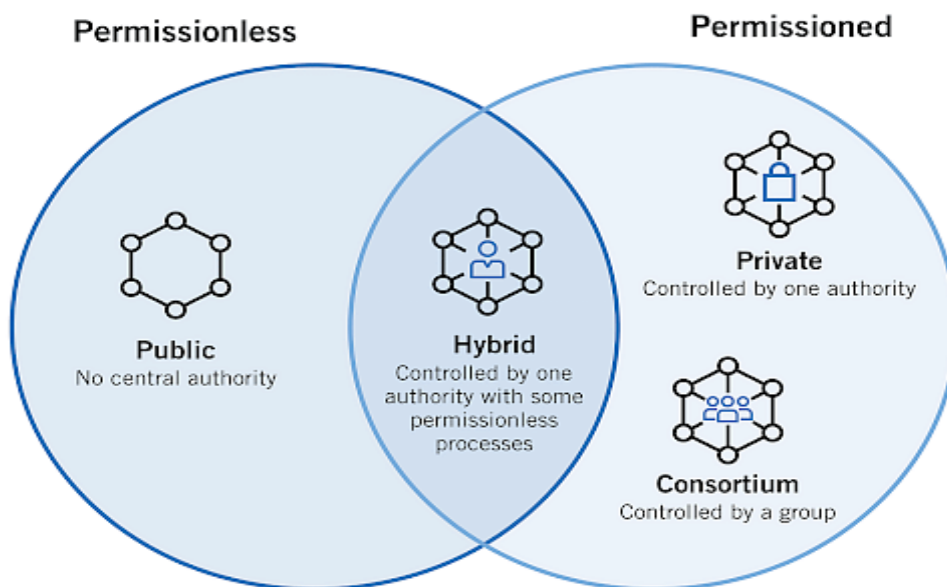 Permissionless
Permissioned
Public
No central authority
Hybrid
Controlled by one
authority with some
permissionless
processes
Private
Controlled by one authority
Consortium
Controlled by a group